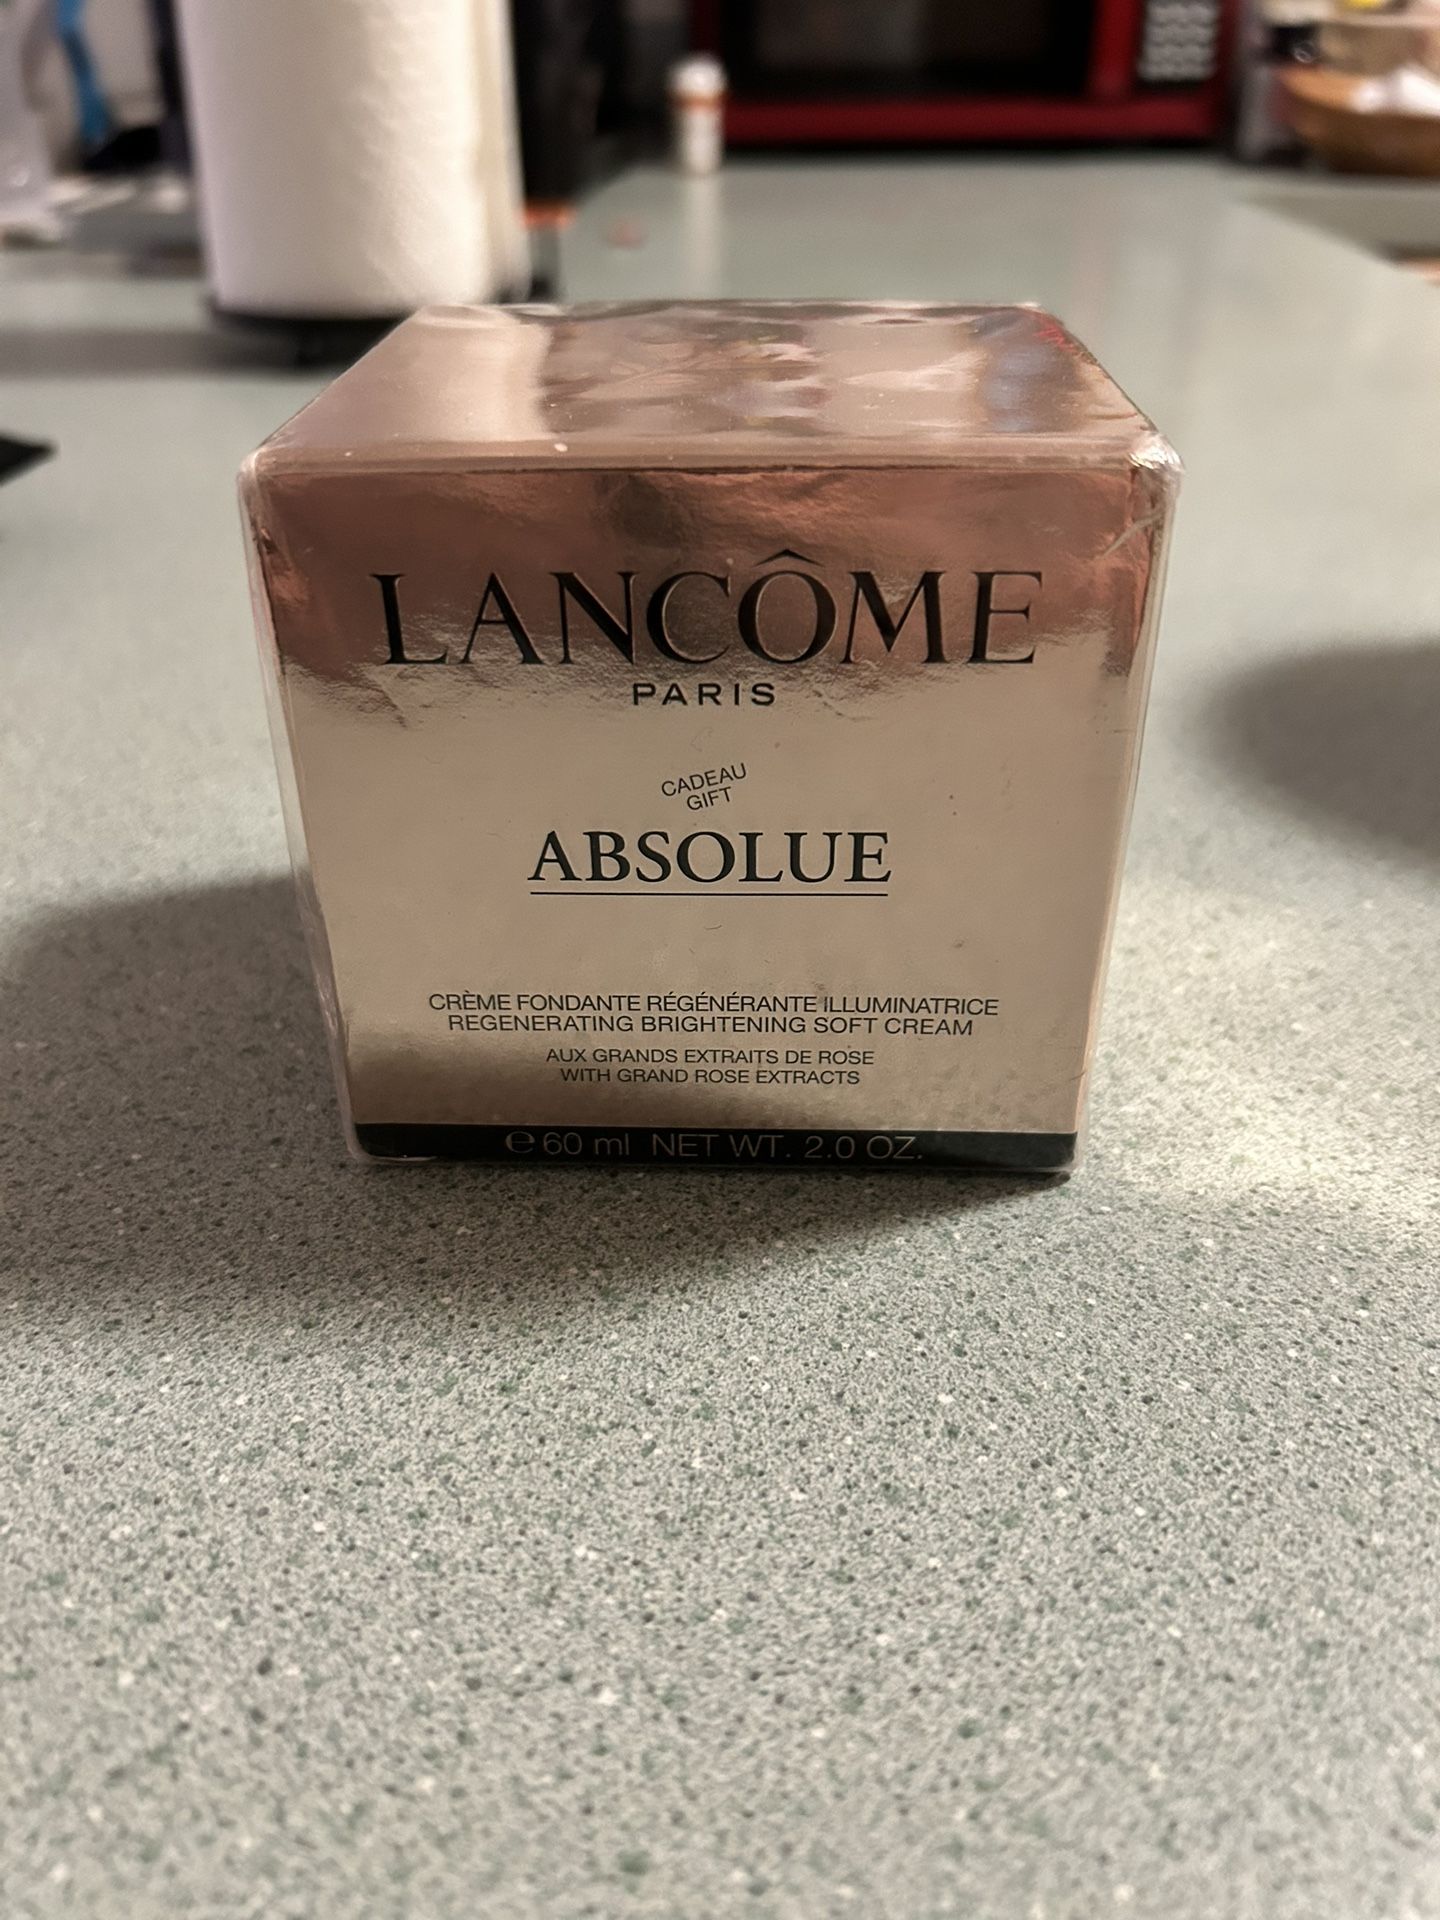 LANCÔME
PARIS
CADEAU
GIFT
ABSOLUE
CRÈME FONDANTE RÉGÉNÉRANTE ILLUMINATRICE
REGENERATING BRIGHTENING SOFT CREAM
AUX GRANDS EXTRAITS DE ROSE
WITH GRAND ROSE EXTRACTS
℮ 60 ml NET WT. 2.0 OZ.